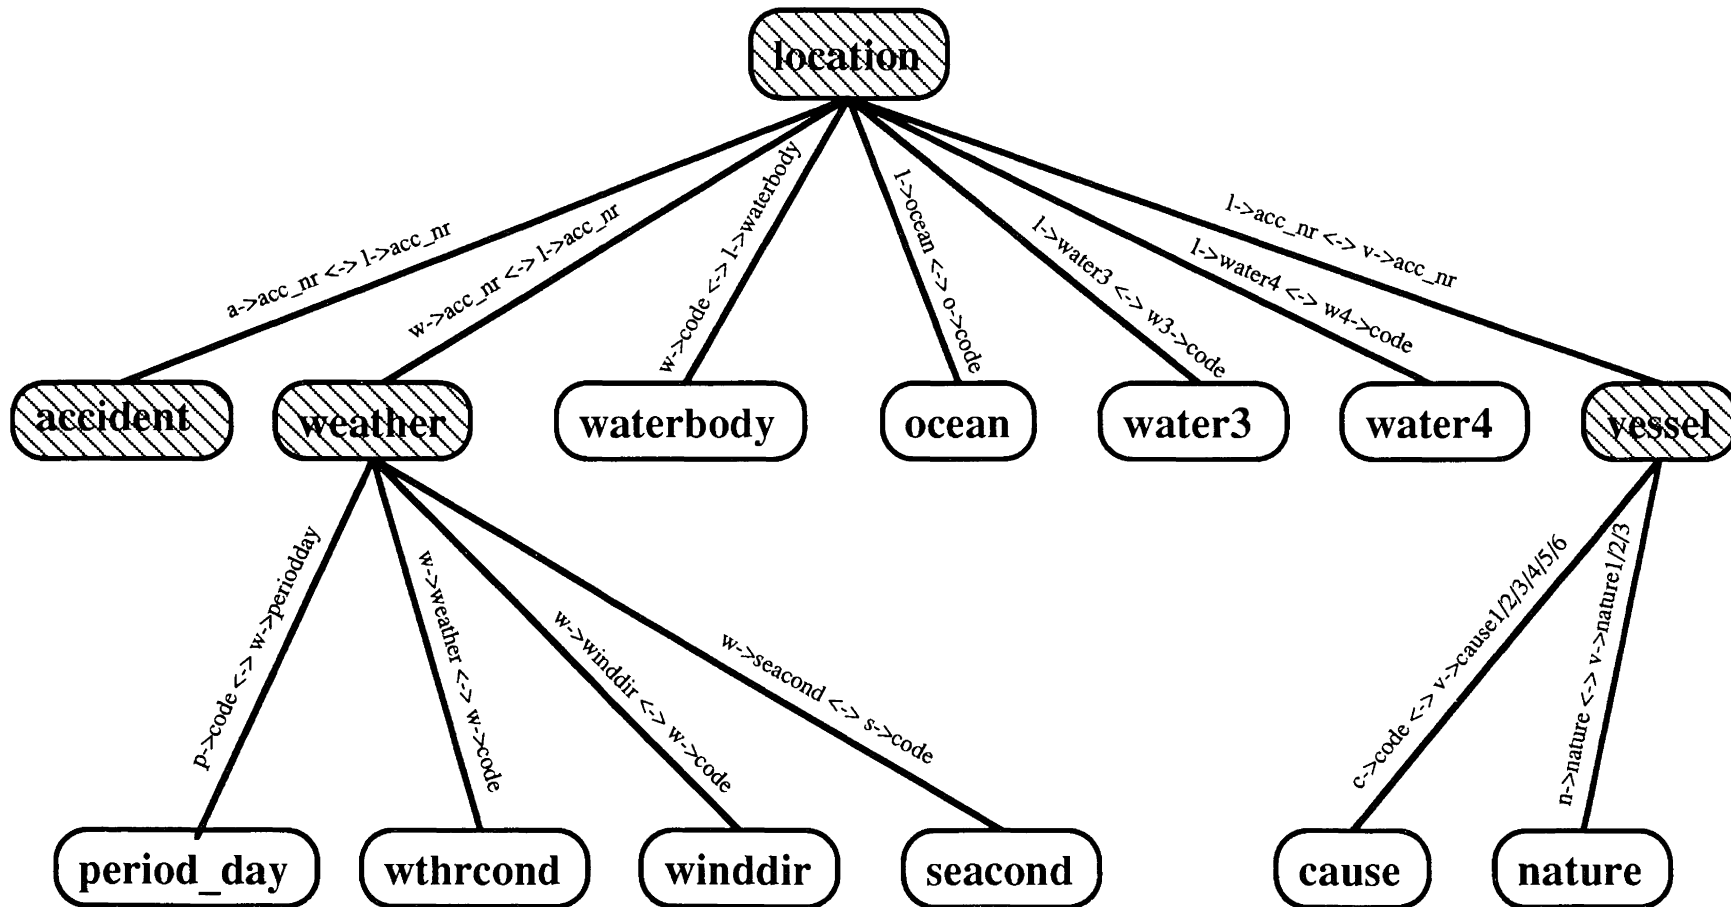 location
a->acc_nr <-> l->acc_nr
w->acc_nr <-> l->acc_nr
w->code <-> l->waterbody
l->ocean <-> o->code
l->water3 <-> w3->code
l->water4 <-> w4->code
l->acc_nr <-> v->acc_nr
accident
weather
waterbody
ocean
water3
water4
vessel
p->code <-> w->periodday
w->weather <-> w->code
w->winddir <-> w->code
w->seacond <-> s->code
c->code <-> v->cause1/2/3/4/5/6
n->nature <-> v->nature1/2/3
period_day
wthrcond
winddir
seacond
cause
nature